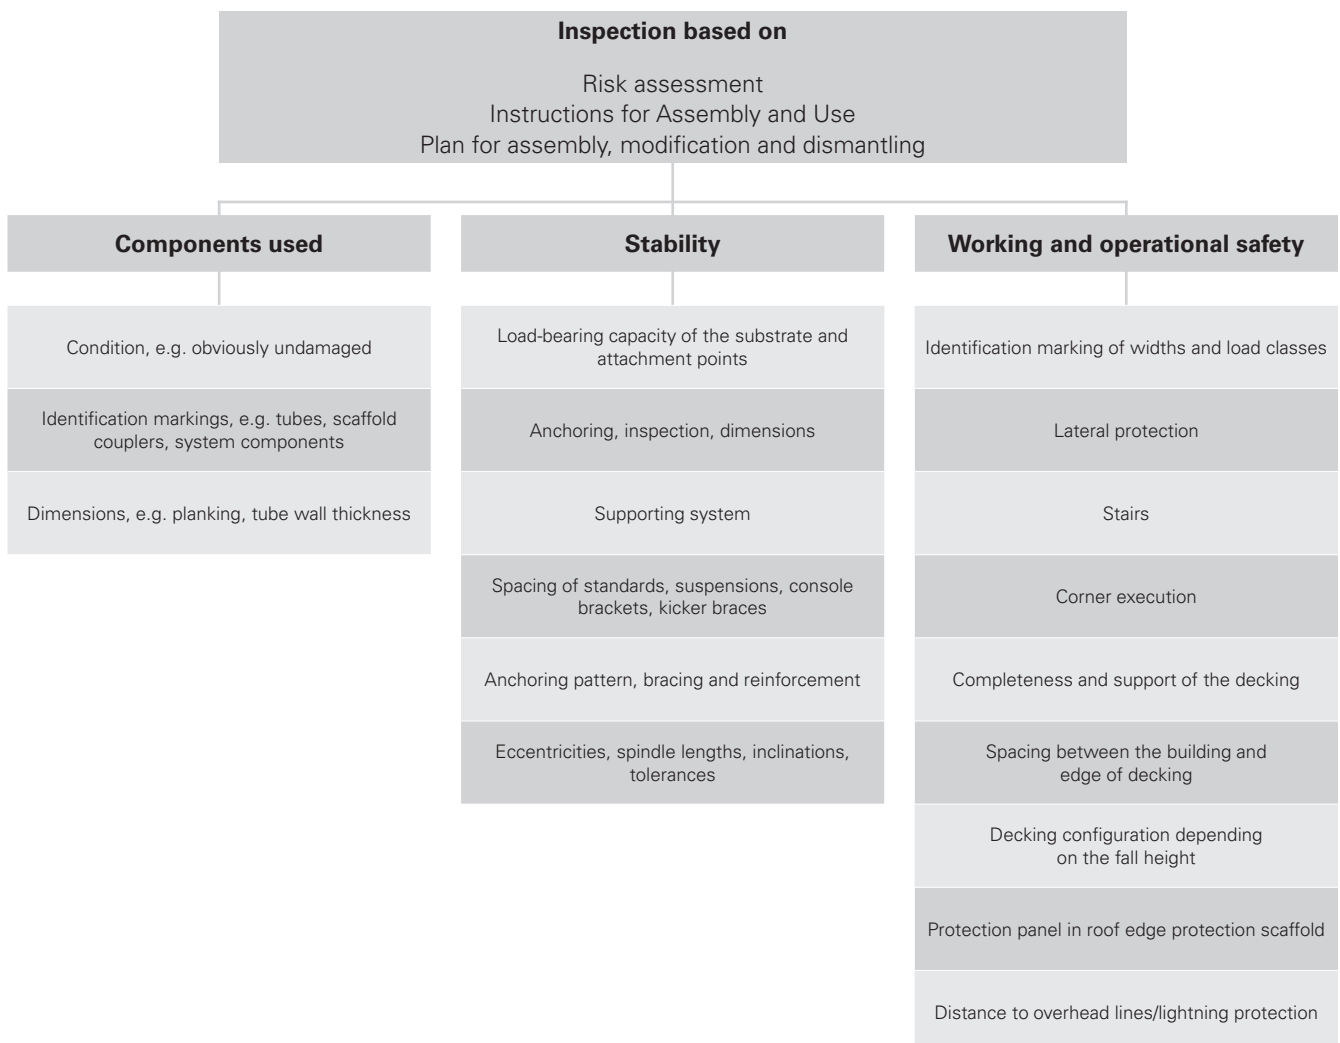 Inspection based on
Risk assessment
Instructions for Assembly and Use
Plan for assembly, modification and dismantling
Components used
Condition, e.g. obviously undamaged
Identification markings, e.g. tubes, scaffold
couplers, system components
Dimensions, e.g. planking, tube wall thickness
Stability
Load-bearing capacity of the substrate and
attachment points
Anchoring, inspection, dimensions
Supporting system
Spacing of standards, suspensions, console
brackets, kicker braces
Anchoring pattern, bracing and reinforcement
Eccentricities, spindle lengths, inclinations,
tolerances
Working and operational safety
Identification marking of widths and load classes
Lateral protection
Stairs
Corner execution
Completeness and support of the decking
Spacing between the building and
edge of decking
Decking configuration depending
on the fall height
Protection panel in roof edge protection scaffold
Distance to overhead lines/lightning protection